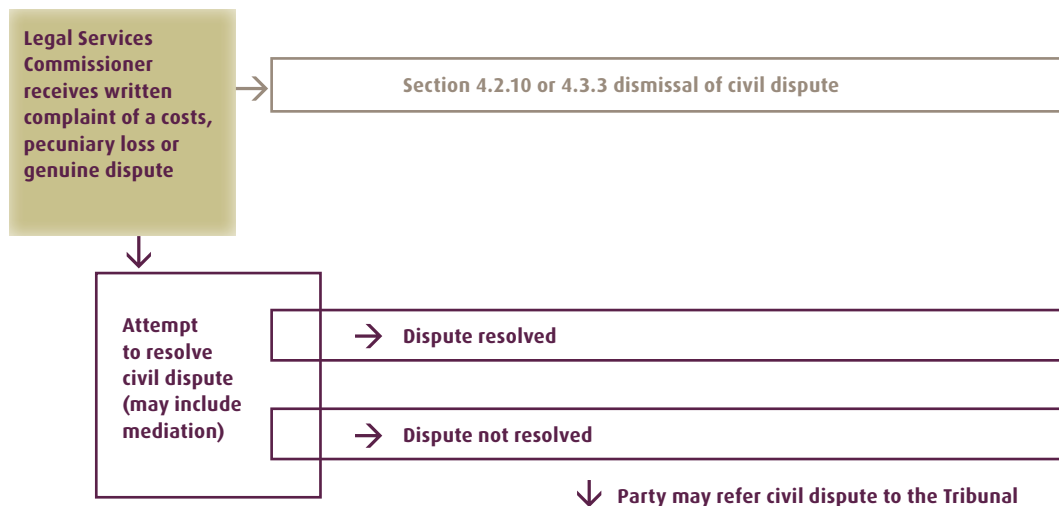 Legal Services
Commissioner
receives written
complaint of a costs,
pecuniary loss or
genuine dispute
Section 4.2.10 or 4.3.3 dismissal of civil dispute
Attempt
to resolve
civil dispute
(may include
mediation)
Dispute resolved
Dispute not resolved
Party may refer civil dispute to the Tribunal